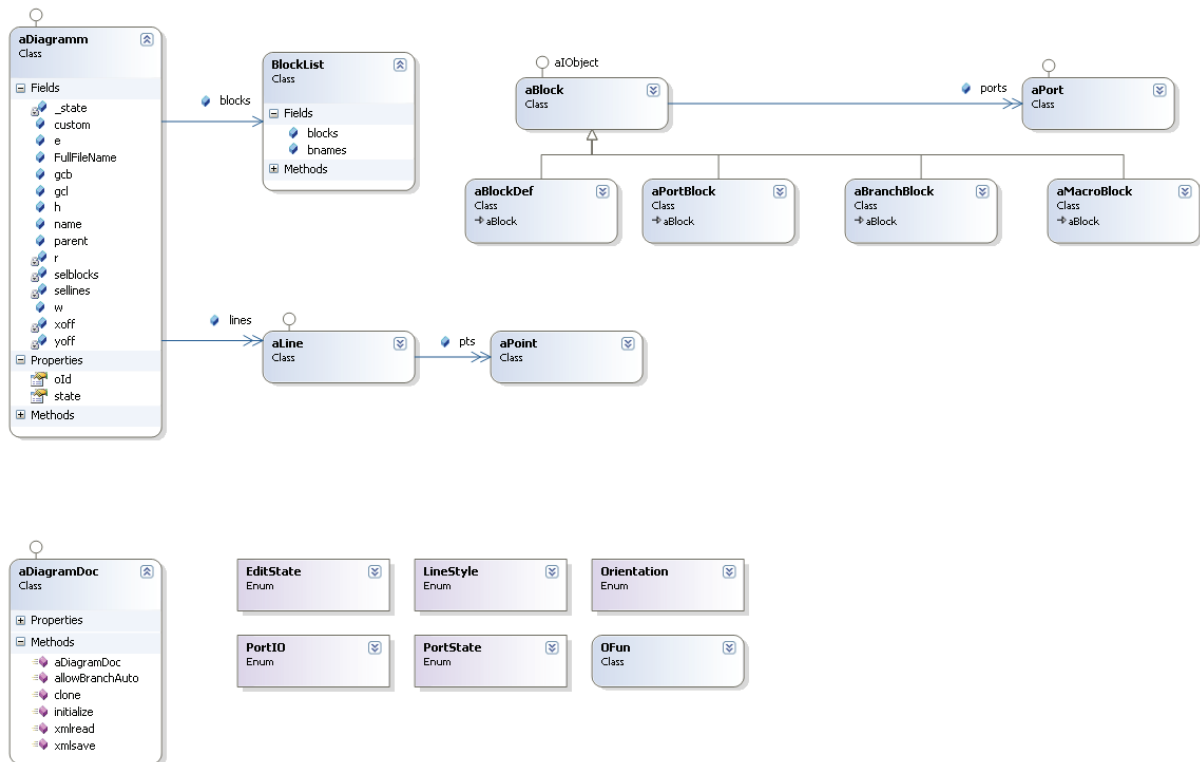 aDiagramm
Class
Fields
_state
custom
e
FullFileName
gcb
gcl
h
name
parent
r
selblocks
sellines
w
xoff
yoff
Properties
oId
state
Methods
blocks
BlockList
Class
Fields
blocks
bnames
Methods
aIObject
aBlock
Class
ports
aPort
Class
aBlockDef
Class
aBlock
aPortBlock
Class
aBlock
aBranchBlock
Class
aBlock
aMacroBlock
Class
aBlock
lines
aLine
Class
pts
aPoint
Class
aDiagramDoc
Class
Properties
Methods
aDiagramDoc
allowBranchAuto
clone
initialize
xmlread
xmlsave
EditState
Enum
LineStyle
Enum
Orientation
Enum
PortIO
Enum
PortState
Enum
OFun
Class